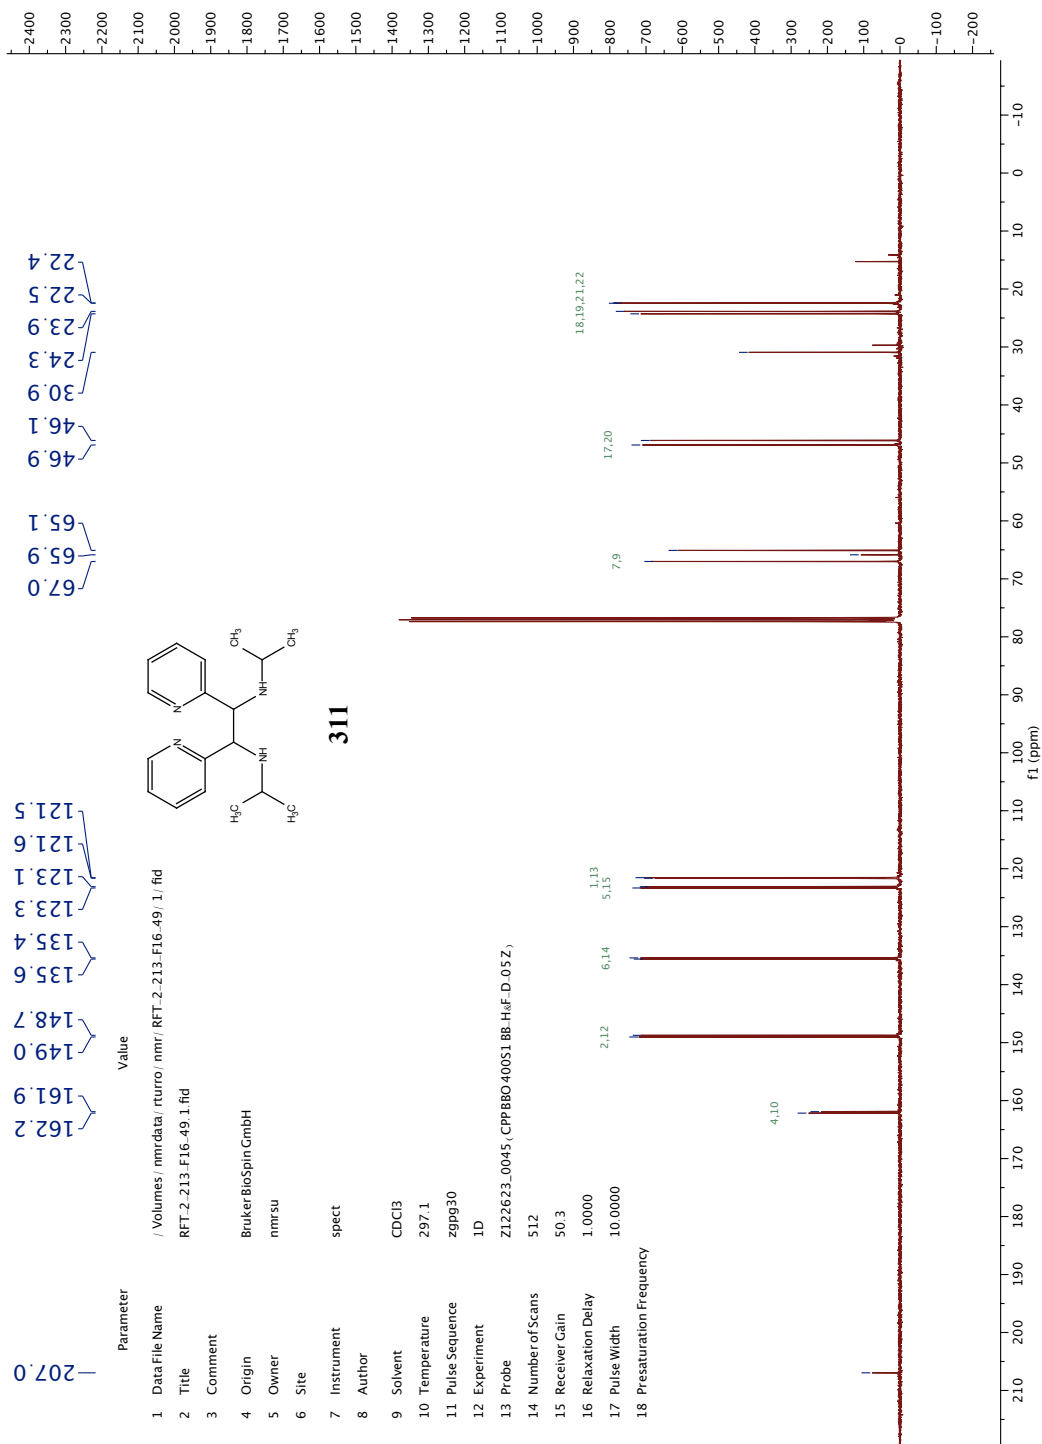 Parameter Value
1 Data File Name / Volumes/ nmrdata/ rturro/ nmr/ RFT-2-213-F16-49/ 1/ fid
2 Title RFT-2-213-F16-49.1.fid
3 Comment
4 Origin Bruker BioSpin GmbH
5 Owner nmrsu
6 Site
7 Instrument spect
8 Author
9 Solvent CDCl3
10 Temperature 297.1
11 Pulse Sequence zgpg30
12 Experiment 1D
13 Probe Z122623_0045 (CPP BBO 400S1 BB-H&F-D-05 Z)
14 Number of Scans 512
15 Receiver Gain 50.3
16 Relaxation Delay 1.0000
17 Pulse Width 10.0000
18 Presaturation Frequency
207.0
162.2
161.9
149.0
148.7
135.6
135.4
123.3
123.1
121.6
121.5
67.0
65.9
65.1
46.9
46.1
30.9
24.3
23.9
22.5
22.4
N
N
NH
NH
H₃C
H₃C
CH₃
CH₃
311
4,10
2,12
6,14
5,15
1,13
7,9
17,20
18,19,21,22
210 200 190 180 170 160 150 140 130 120 110 100 90 80 70 60 50 40 30 20 10 0 -10
f1 (ppm)
2400
2300
2200
2100
2000
1900
1800
1700
1600
1500
1400
1300
1200
1100
1000
900
800
700
600
500
400
300
200
100
0
-100
-200